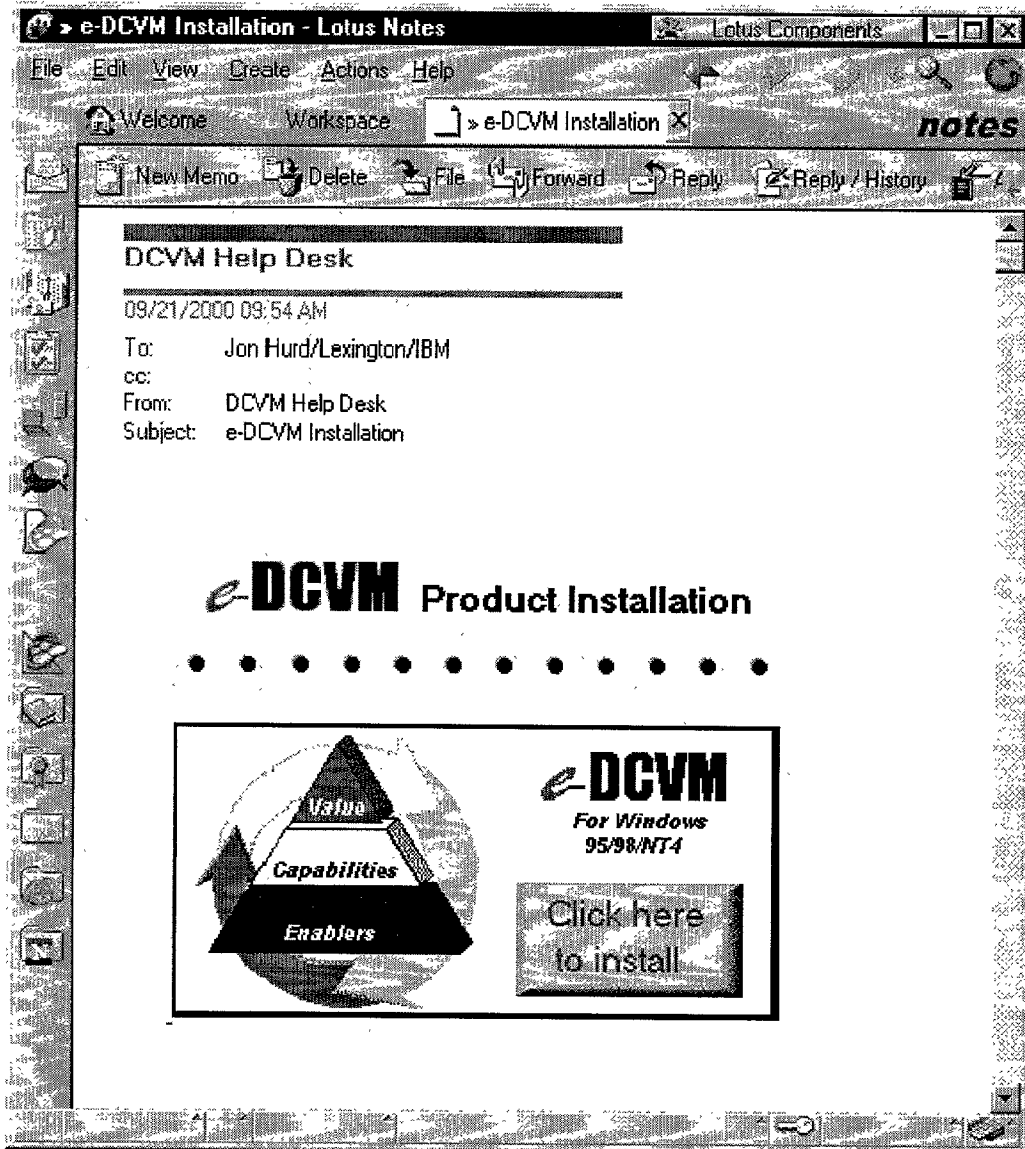 » e-DCVM Installation - Lotus Notes
Lotus Components
File Edit View Create Actions Help
Welcome Workspace » e-DCVM Installation
notes
New Memo Delete File Forward Reply Reply / History
DCVM Help Desk
09/21/2000 09:54 AM
To: Jon Hurd/Lexington/IBM
cc:
From: DCVM Help Desk
Subject: e-DCVM Installation
e-DCVM Product Installation
Value
Capabilities
Enablers
e-DCVM
For Windows
95/98/NT4
Click here
to install